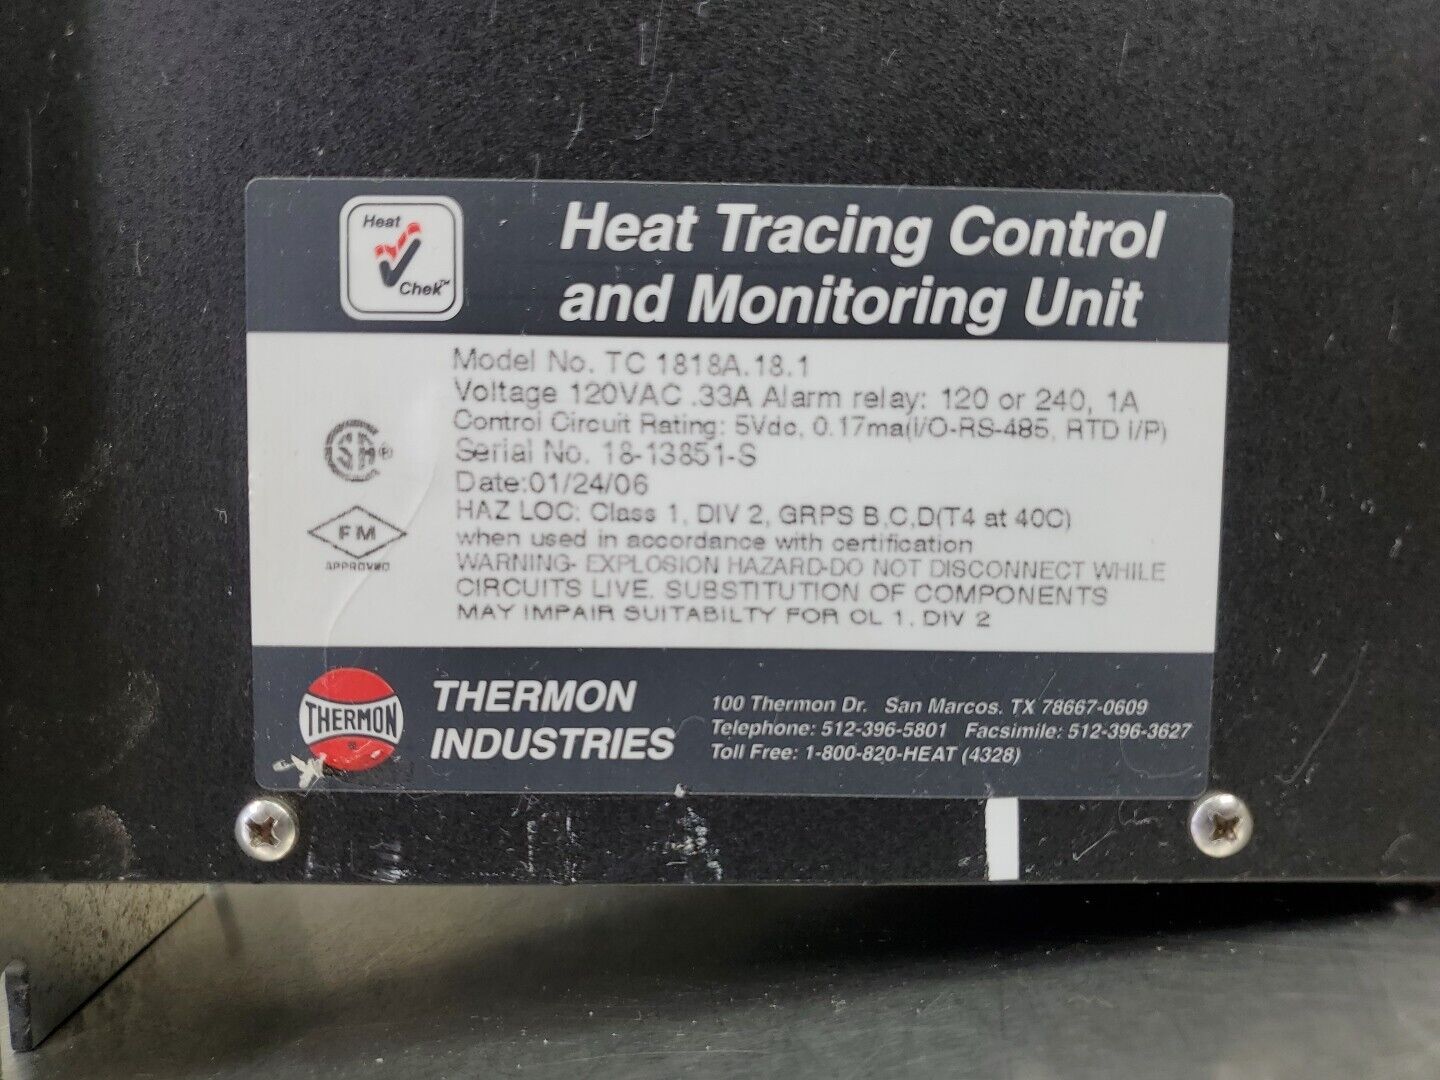 Heat
Chek™
Heat Tracing Control
and Monitoring Unit
Model No. TC 1818A.18.1
Voltage 120VAC .33A Alarm relay: 120 or 240, 1A
Control Circuit Rating: 5Vdc, 0.17ma(I/O-RS-485, RTD I/P)
Serial No. 18-13851-S
Date:01/24/06
HAZ LOC: Class 1, DIV 2, GRPS B,C,D(T4 at 40C)
when used in accordance with certification
WARNING- EXPLOSION HAZARD-DO NOT DISCONNECT WHILE
CIRCUITS LIVE. SUBSTITUTION OF COMPONENTS
MAY IMPAIR SUITABILTY FOR CL 1, DIV 2
SA®
FM
APPROVED
THERMON
®
THERMON
INDUSTRIES
100 Thermon Dr. San Marcos, TX 78667-0609
Telephone: 512-396-5801 Facsimile: 512-396-3627
Toll Free: 1-800-820-HEAT (4328)